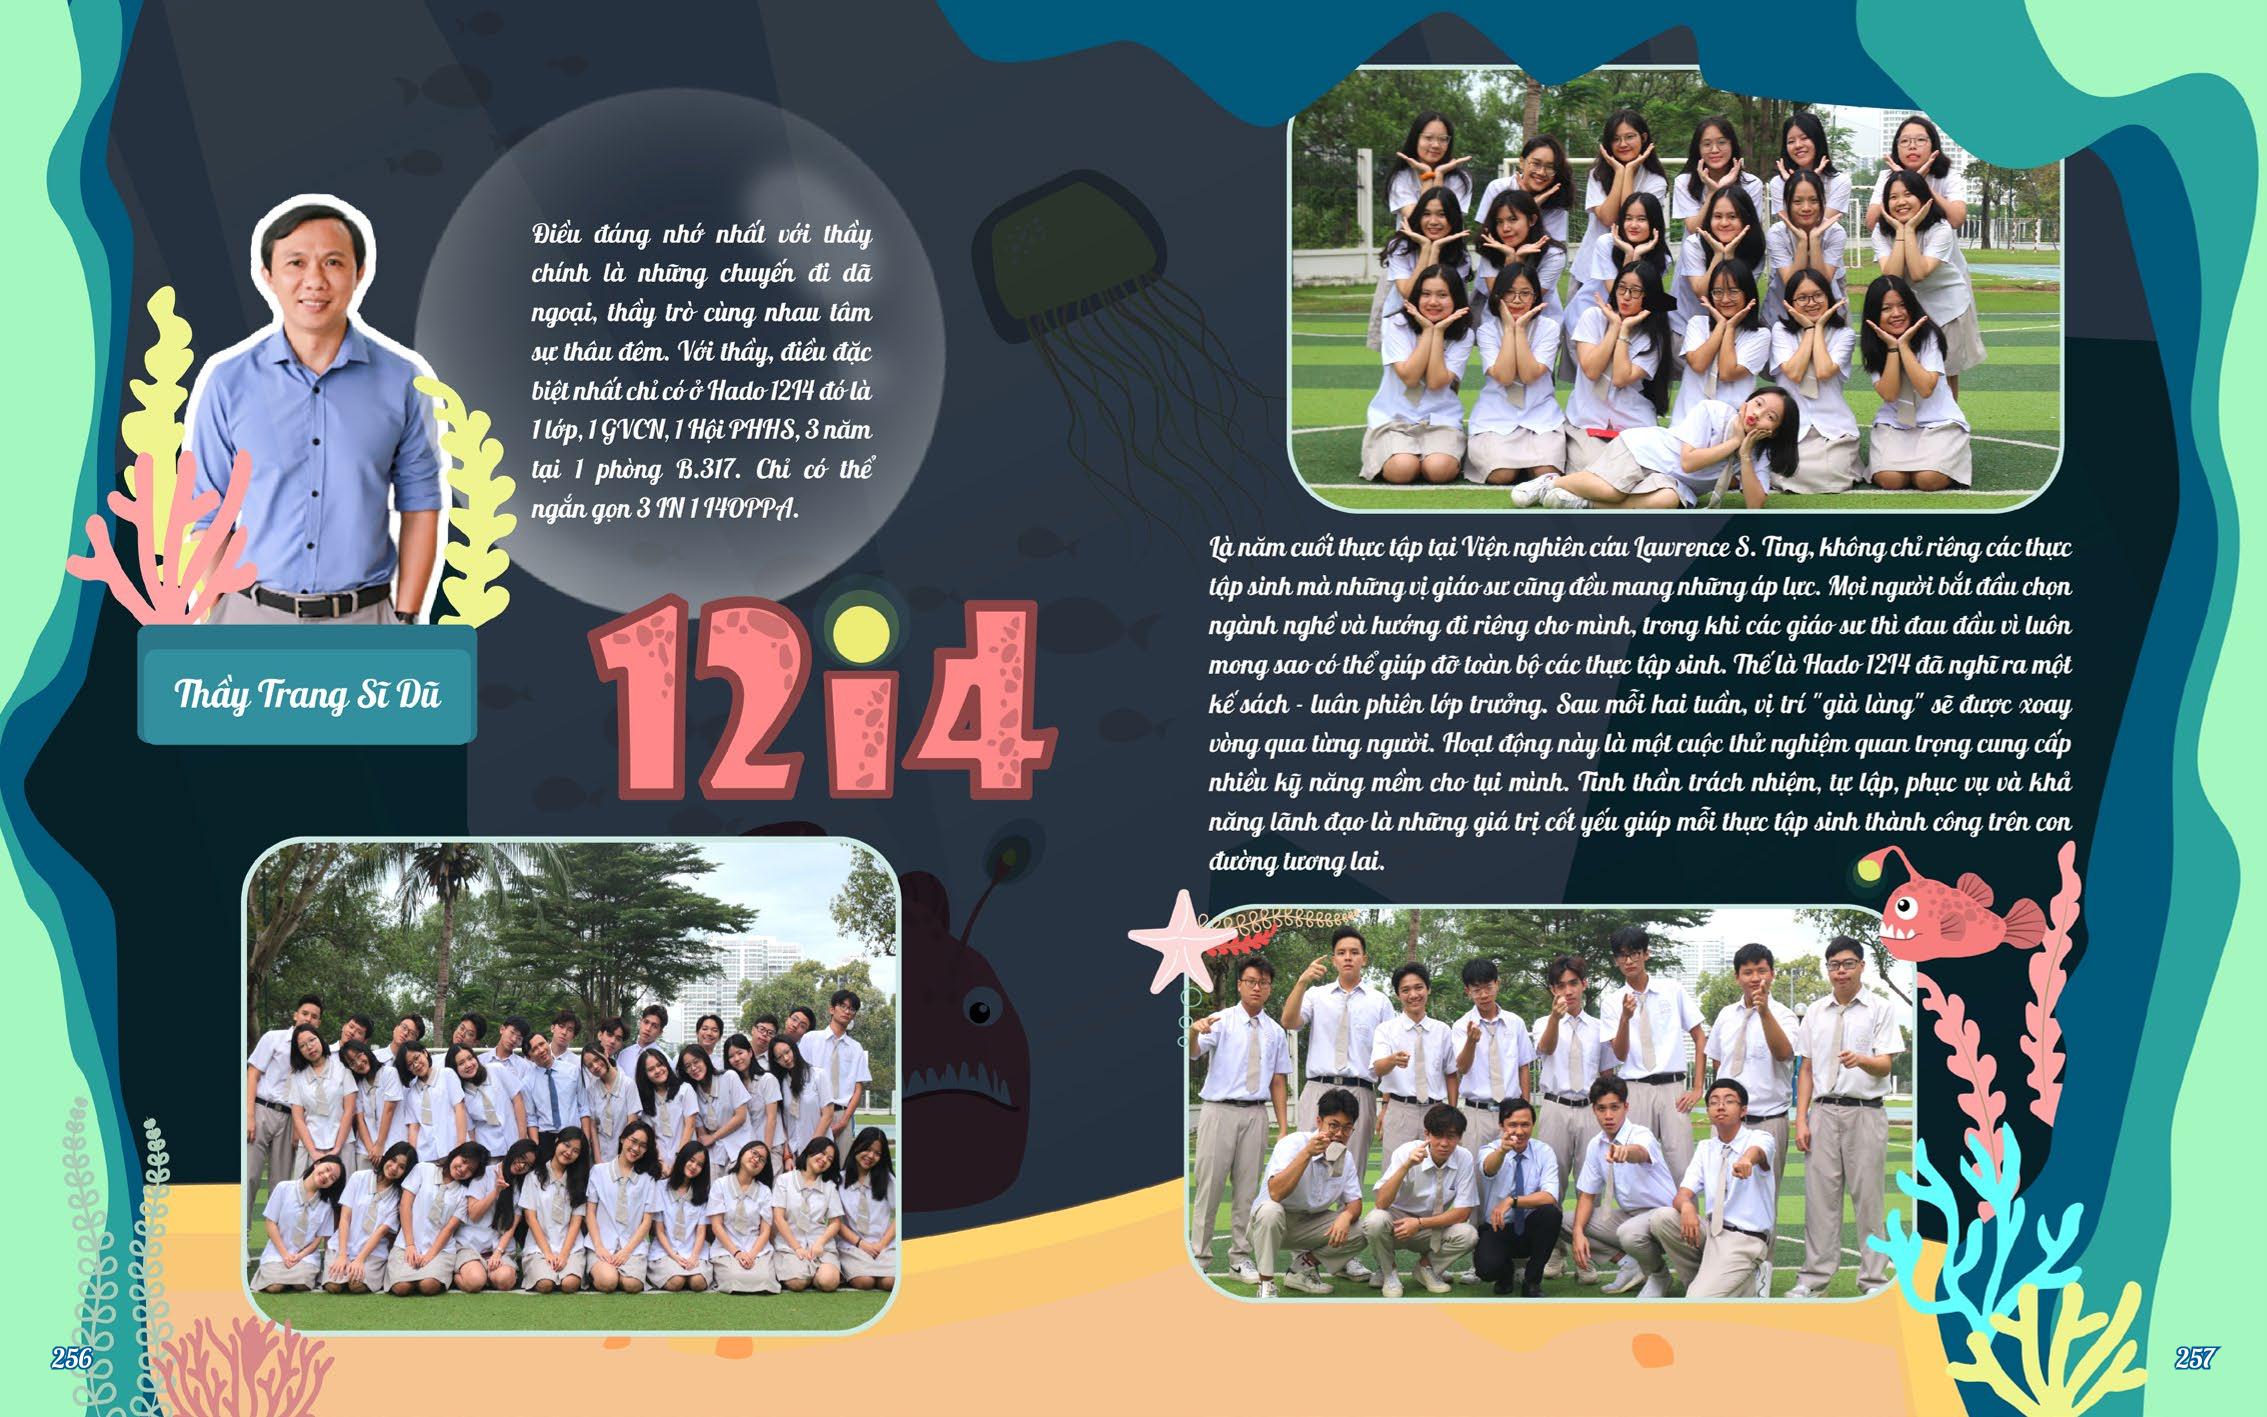 Điều đáng nhớ nhất với thầy
chính là những chuyến đi dã
ngoại, thầy trò cùng nhau tâm
sự thâu đêm. Với thầy, điều đặc
biệt nhất chỉ có ở Hado 12I4 đó là
1 lớp, 1 GVCN, 1 Hội PHHS, 3 năm
tại 1 phòng B.317. Chỉ có thể
ngắn gọn 3 IN 1 I4OPPA.
Thầy Trang Sĩ Dũ
12i4
256
Là năm cuối thực tập tại Viện nghiên cứu Lawrence S. Ting, không chỉ riêng các thực
tập sinh mà những vị giáo sư cũng đều mang những áp lực. Mọi người bắt đầu chọn
ngành nghề và hướng đi riêng cho mình, trong khi các giáo sư thì đau đầu vì luôn
mong sao có thể giúp đỡ toàn bộ các thực tập sinh. Thế là Hado 12I4 đã nghĩ ra một
kế sách - luân phiên lớp trưởng. Sau mỗi hai tuần, vị trí "già làng" sẽ được xoay
vòng qua từng người. Hoạt động này là một cuộc thử nghiệm quan trọng cung cấp
nhiều kỹ năng mềm cho tụi mình. Tinh thần trách nhiệm, tự lập, phục vụ và khả
năng lãnh đạo là những giá trị cốt yếu giúp mỗi thực tập sinh thành công trên con
đường tương lai.
257